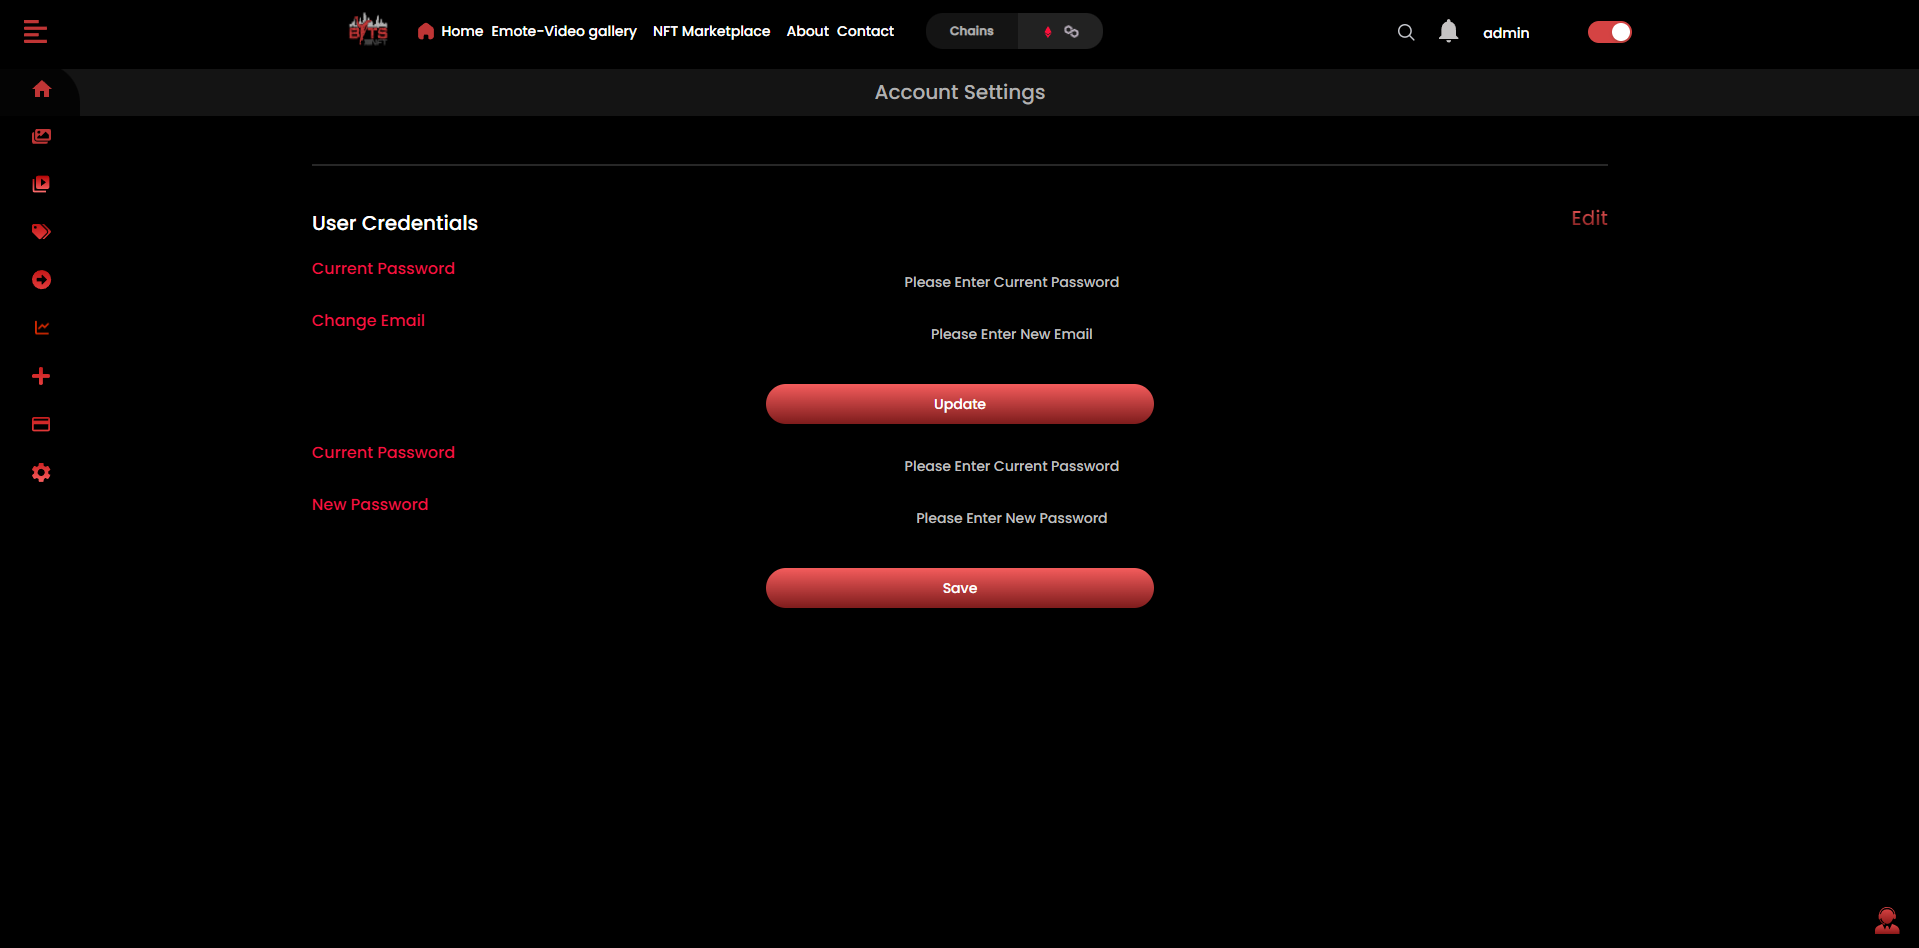 BITS
NFT
Home Emote-Video gallery NFT Marketplace About Contact Chains admin
Account Settings
User Credentials Edit
Current Password Please Enter Current Password
Change Email Please Enter New Email
Update
Current Password Please Enter Current Password
New Password Please Enter New Password
Save